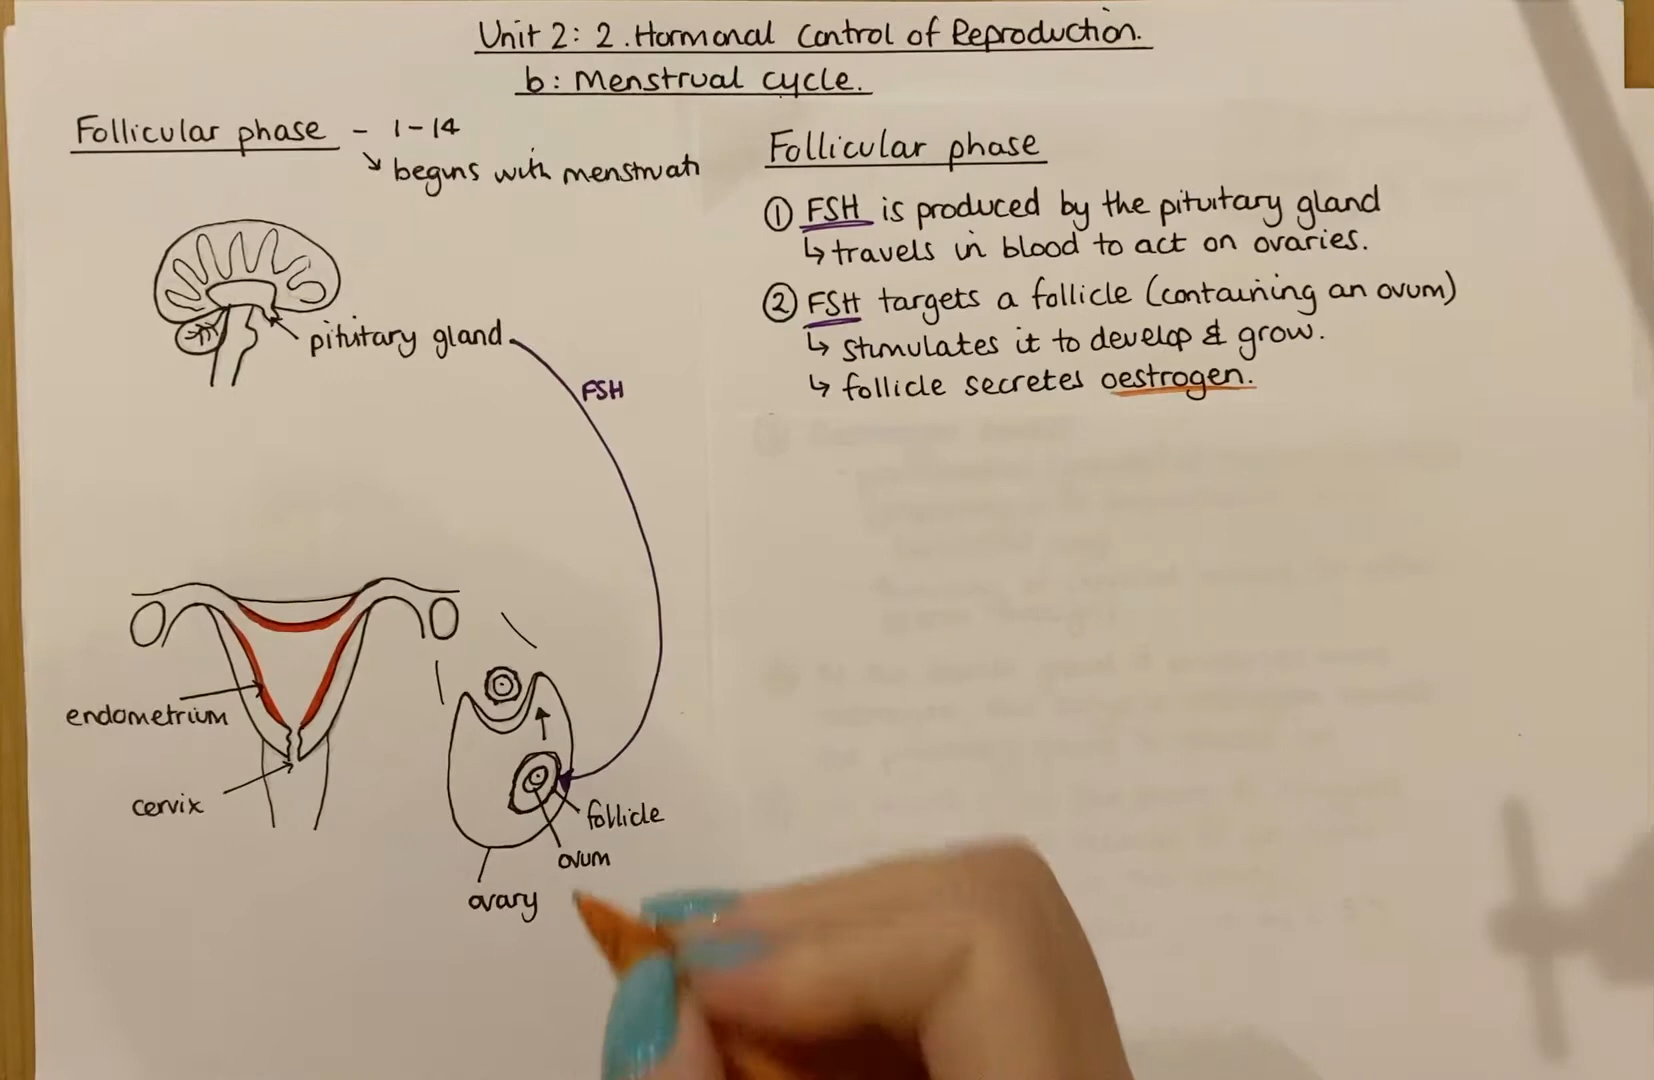 Unit 2: 2. Hormonal Control of Reproduction.
b: Menstrual cycle.
Follicular phase - 1-14
↘ begins with menstruati
pituitary gland
FSH
endometrium
cervix
follicle
ovum
ovary
Follicular phase
① FSH is produced by the pituitary gland
↳ travels in blood to act on ovaries.
② FSH targets a follicle (containing an ovum)
↳ stimulates it to develop & grow.
↳ follicle secretes oestrogen.